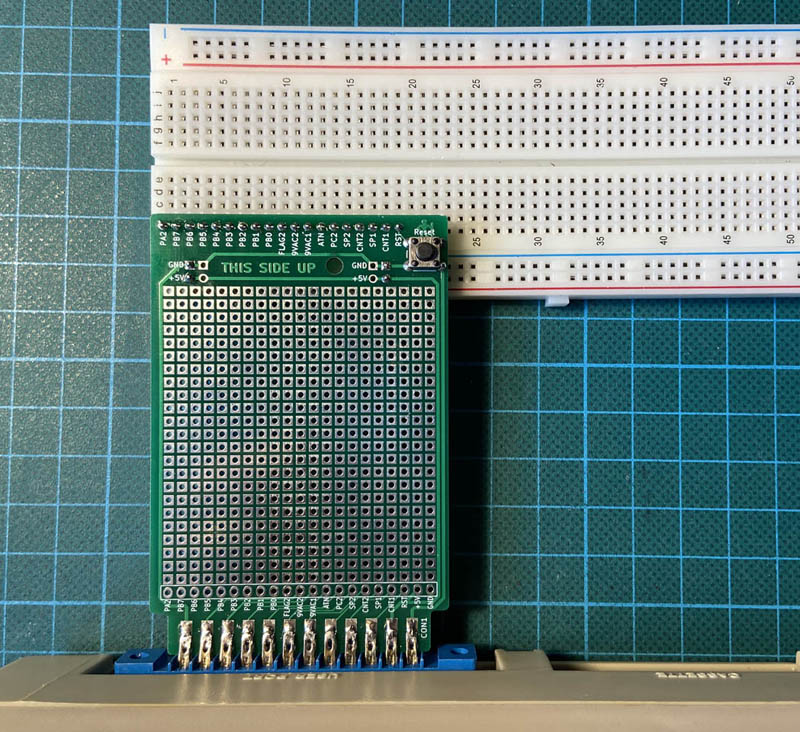 − 
+
1 5 10 15 20 25 30 35 40 45 50
j
i
h
g
f
e
d
c
PA2 PB7 PB6 PB5 PB4 PB3 PB2 PB1 PB0 FLAG2 9VAC2 9VAC1 ATN PC2 SP2 CNT2 SP1 CNT1 RST
Reset
25 30 35 40 45 50
GND THIS SIDE UP GND
+5V +5V
PA2 PB7 PB6 PB5 PB4 PB3 PB2 PB1 PB0 FLAG2 9VAC2 9VAC1 ATN PC2 SP2 CNT2 SP1 CNT1 RST +5V GND
CON1
USER PORT CASSETTE